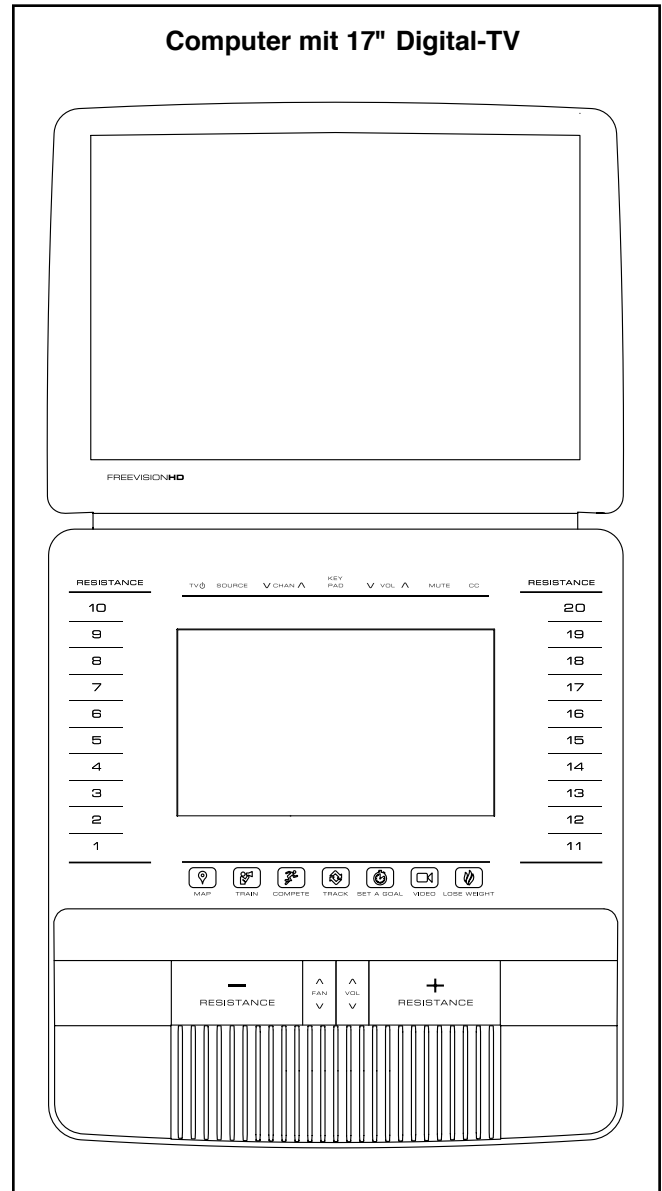 Computer mit 17" Digital-TV
FREEVISIONHD
RESISTANCE
10
9
8
7
6
5
4
3
2
1
TV SOURCE CHAN KEY PAD VOL MUTE CC
RESISTANCE
20
19
18
17
16
15
14
13
12
11
MAP TRAIN COMPETE TRACK SET A GOAL VIDEO LOSE WEIGHT
− RESISTANCE
FAN
VOL
+ RESISTANCE